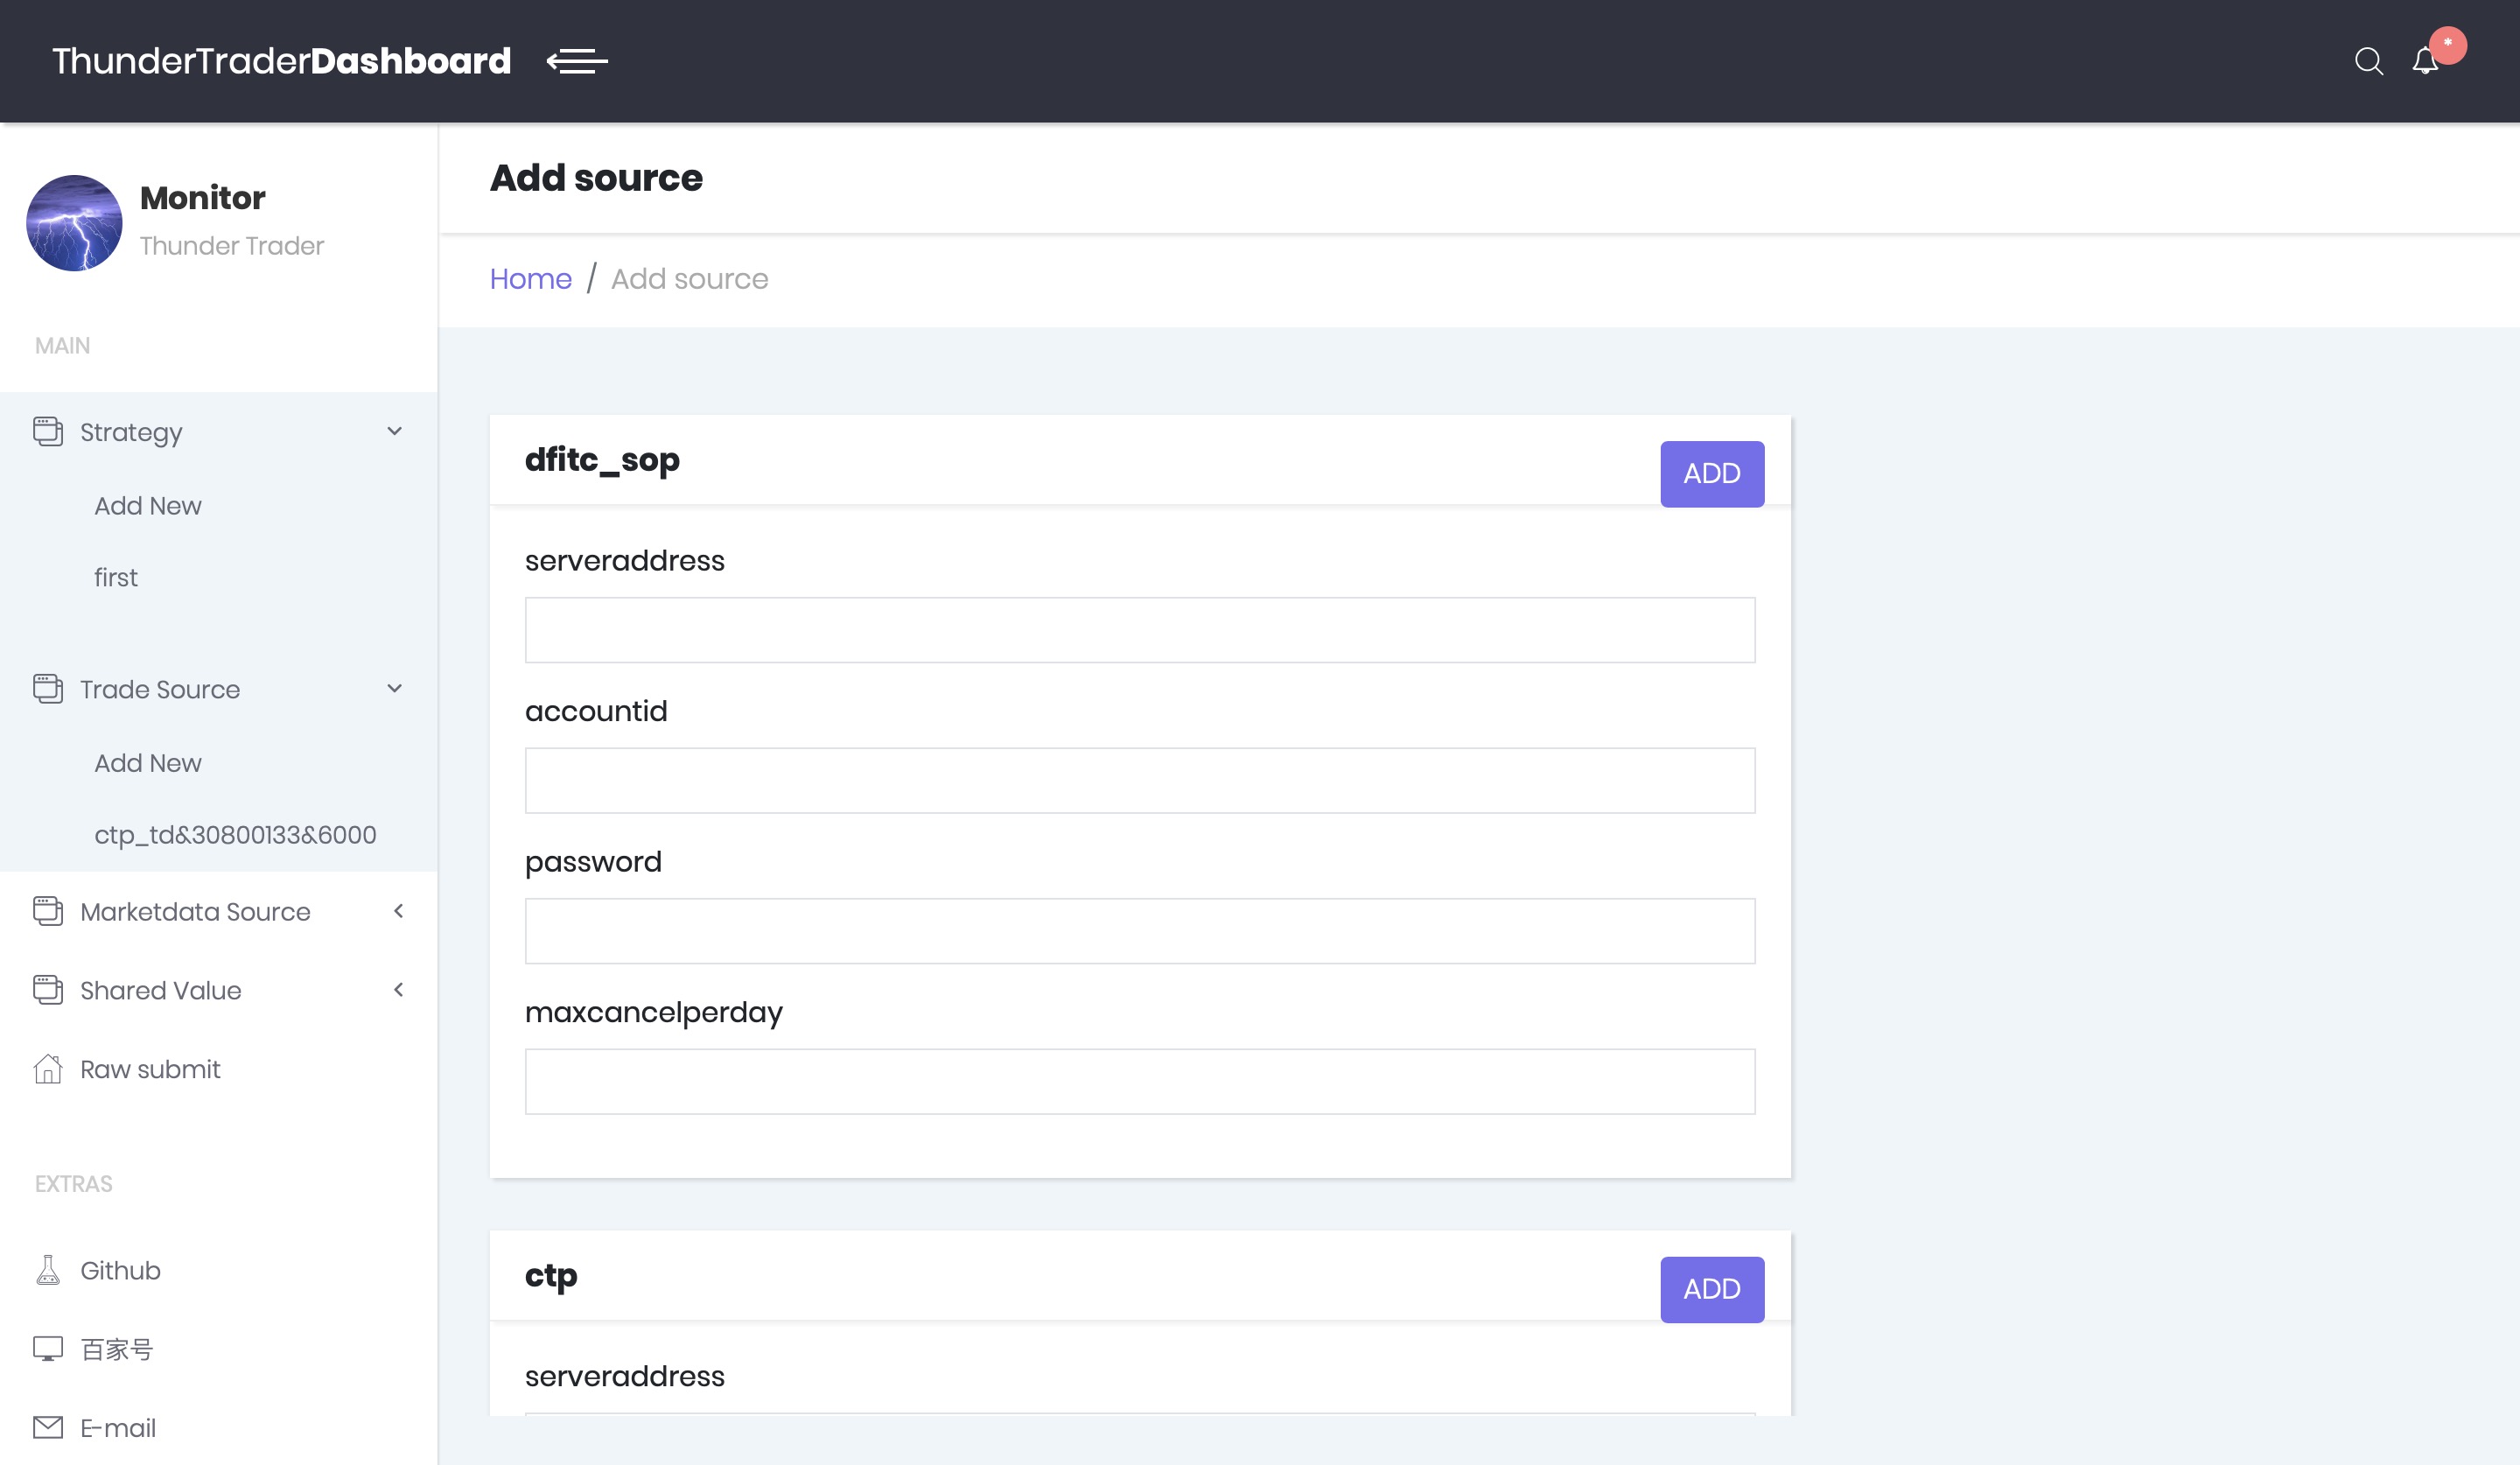 ThunderTraderDashboard
*
Monitor
Thunder Trader
MAIN
Strategy
Add New
first
Trade Source
Add New
ctp_td&30800133&6000
Marketdata Source
Shared Value
Raw submit
EXTRAS
Github
百家号
E-mail
Add source
Home / Add source
dfitc_sop
ADD
serveraddress
accountid
password
maxcancelperday
ctp
ADD
serveraddress